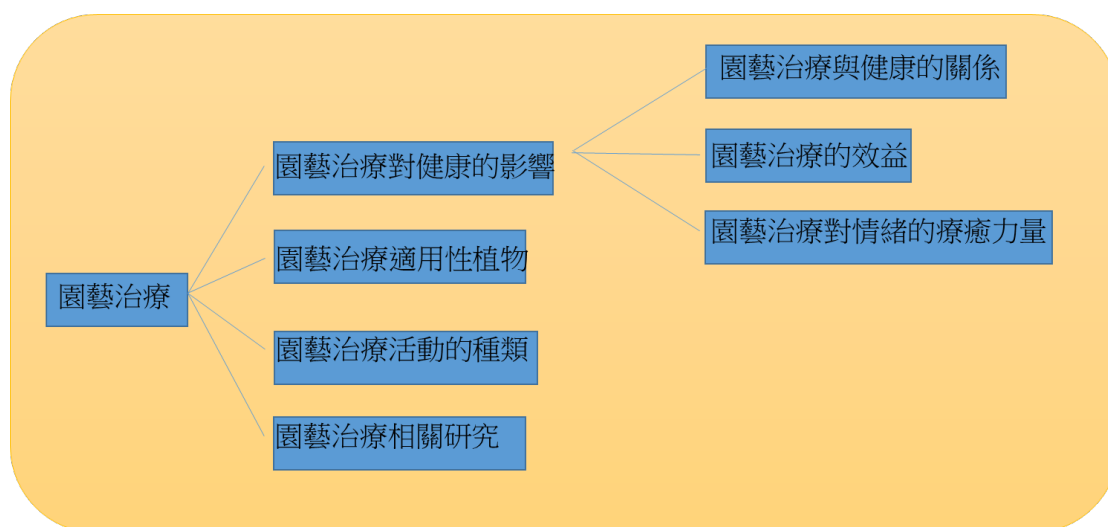 園藝治療
園藝治療對健康的影響
園藝治療適用性植物
園藝治療活動的種類
園藝治療相關研究
園藝治療與健康的關係
園藝治療的效益
園藝治療對情緒的療癒力量